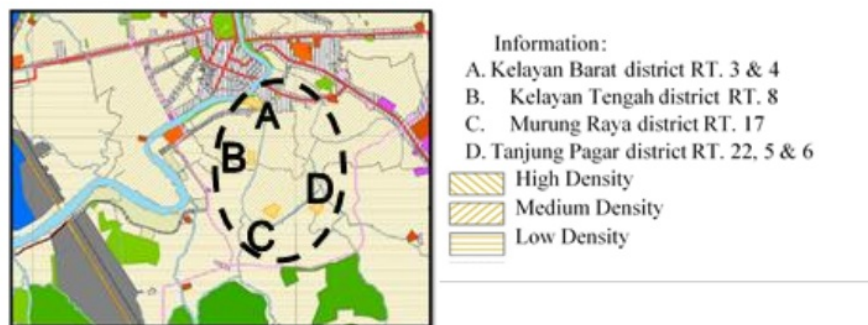 A
B
D
C
Information:
A. Kelayan Barat district RT. 3 & 4
B. Kelayan Tengah district RT. 8
C. Murung Raya district RT. 17
D. Tanjung Pagar district RT. 22, 5 & 6
High Density
Medium Density
Low Density